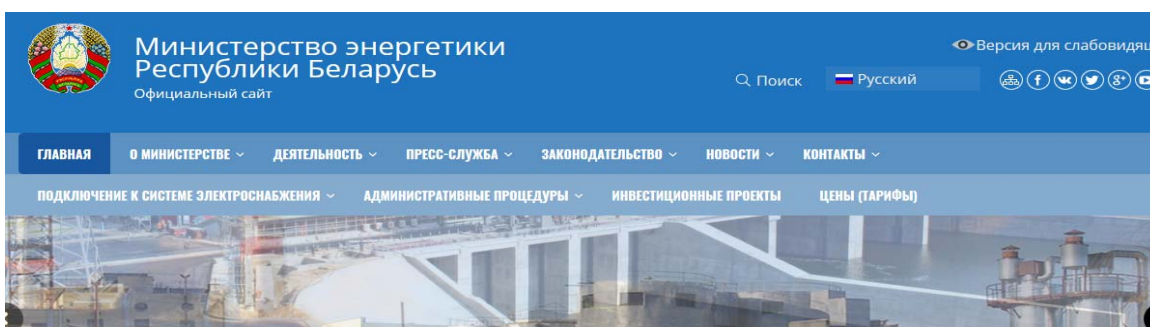 Министерство энергетики
Республики Беларусь
Официальный сайт
Версия для слабовидящ
Поиск
Русский
ГЛАВНАЯ
О МИНИСТЕРСТВЕ
ДЕЯТЕЛЬНОСТЬ
ПРЕСС-СЛУЖБА
ЗАКОНОДАТЕЛЬСТВО
НОВОСТИ
КОНТАКТЫ
ПОДКЛЮЧЕНИЕ К СИСТЕМЕ ЭЛЕКТРОСНАБЖЕНИЯ
АДМИНИСТРАТИВНЫЕ ПРОЦЕДУРЫ
ИНВЕСТИЦИОННЫЕ ПРОЕКТЫ
ЦЕНЫ (ТАРИФЫ)